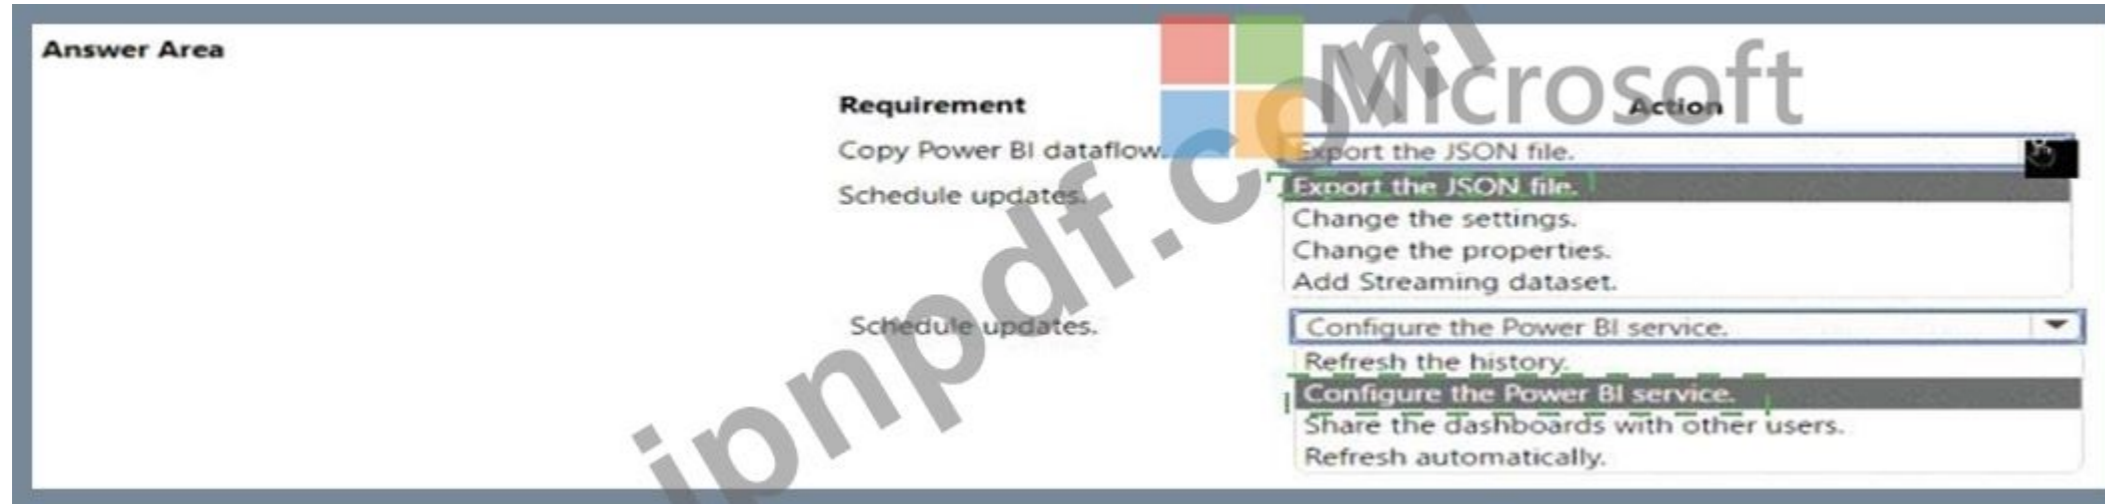 Answer Area
Microsoft
Requirement Action
Copy Power BI dataflow. Export the JSON file.
Schedule updates. Export the JSON file.
Change the settings.
Change the properties.
Add Streaming dataset.
Schedule updates. Configure the Power BI service.
Refresh the history.
Configure the Power BI service.
Share the dashboards with other users.
Refresh automatically.
jpnpdf.com